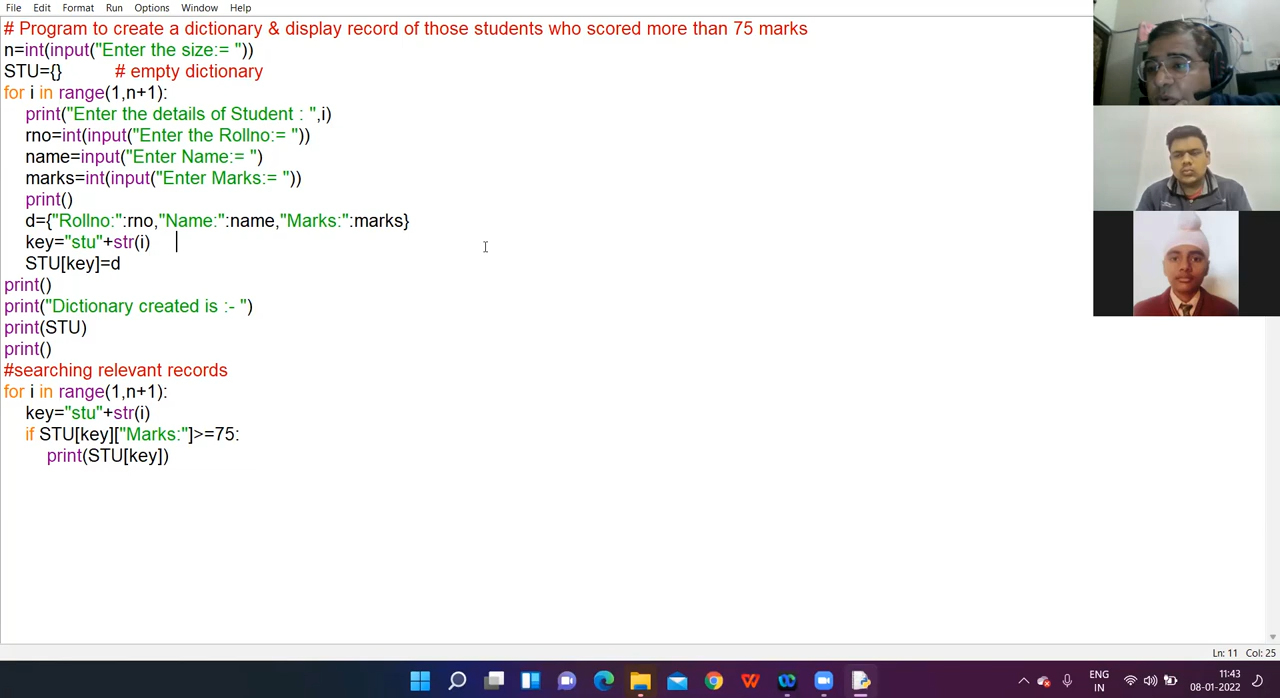 File Edit Format Run Options Window Help
# Program to create a dictionary & display record of those students who scored more than 75 marks
n=int(input("Enter the size:= "))
STU={} # empty dictionary
for i in range(1,n+1):
    print("Enter the details of Student : ",i)
    rno=int(input("Enter the Rollno:= "))
    name=input("Enter Name:= ")
    marks=int(input("Enter Marks:= "))
    print()
    d={"Rollno:":rno,"Name:":name,"Marks:":marks}
    key="stu"+str(i)
    STU[key]=d
print()
print("Dictionary created is :- ")
print(STU)
print()
#searching relevant records
for i in range(1,n+1):
    key="stu"+str(i)
    if STU[key]["Marks:"]>=75:
        print(STU[key])
Ln: 11 Col: 25
ENG
IN
11:43
08-01-2022